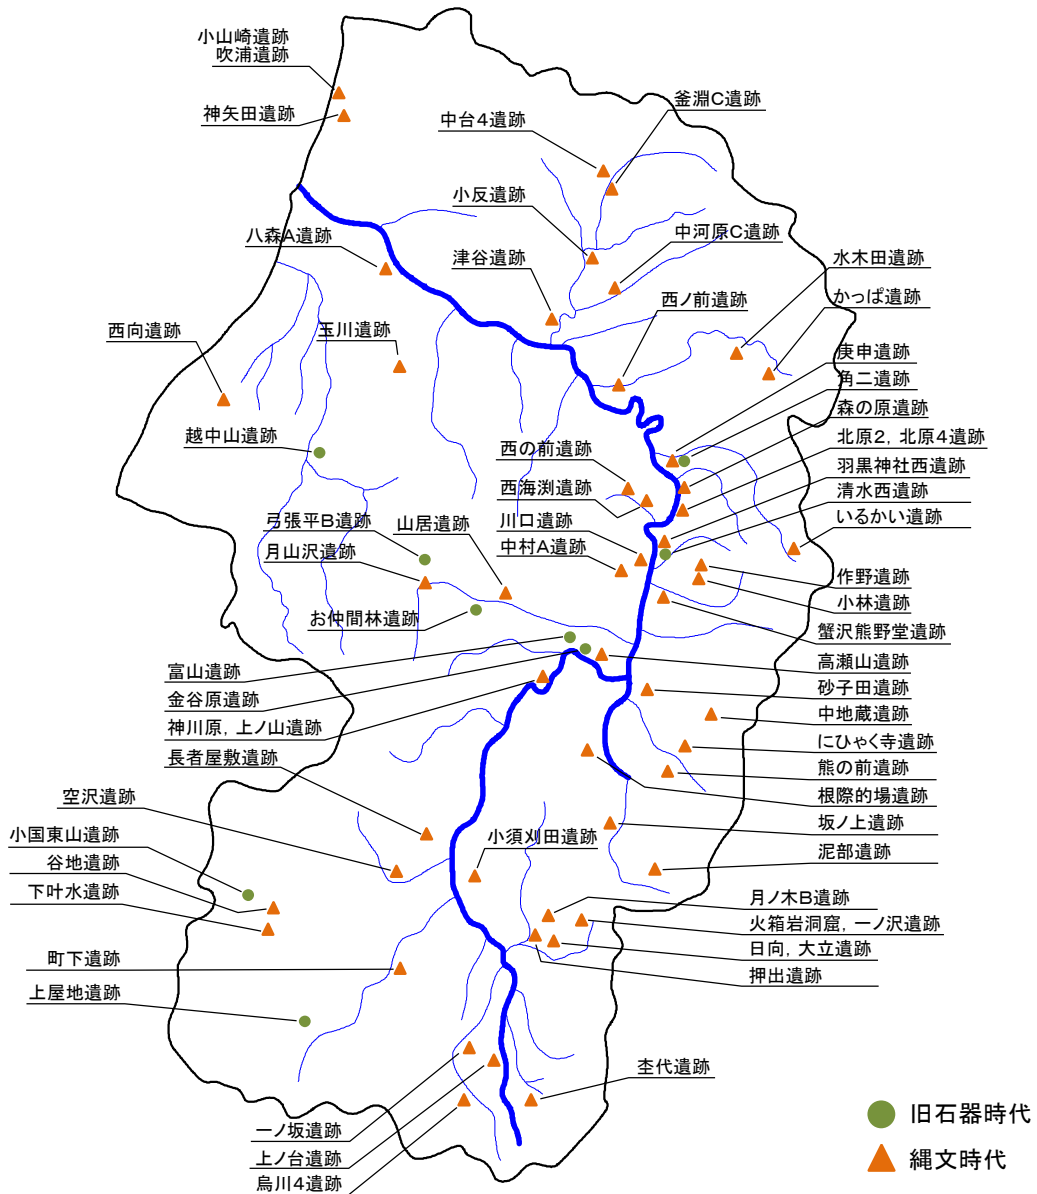 小山崎遺跡
吹浦遺跡
釜淵C遺跡
神矢田遺跡
中台4遺跡
小反遺跡
中河原C遺跡
八森A遺跡
津谷遺跡
水木田遺跡
西ノ前遺跡
かっぱ遺跡
西向遺跡
玉川遺跡
庚申遺跡
角二遺跡
森の原遺跡
越中山遺跡
西の前遺跡
北原2, 北原4遺跡
羽黒神社西遺跡
西海渕遺跡
清水西遺跡
弓張平B遺跡
山居遺跡
川口遺跡
いるかい遺跡
月山沢遺跡
中村A遺跡
作野遺跡
小林遺跡
お仲間林遺跡
蟹沢熊野堂遺跡
富山遺跡
高瀬山遺跡
金谷原遺跡
砂子田遺跡
神川原, 上ノ山遺跡
中地蔵遺跡
長者屋敷遺跡
にひゃく寺遺跡
熊の前遺跡
空沢遺跡
根際的場遺跡
小国東山遺跡
小須刈田遺跡
坂ノ上遺跡
谷地遺跡
泥部遺跡
下叶水遺跡
月ノ木B遺跡
火箱岩洞窟, 一ノ沢遺跡
町下遺跡
日向, 大立遺跡
押出遺跡
上屋地遺跡
杢代遺跡
一ノ坂遺跡
上ノ台遺跡
烏川4遺跡
旧石器時代
縄文時代